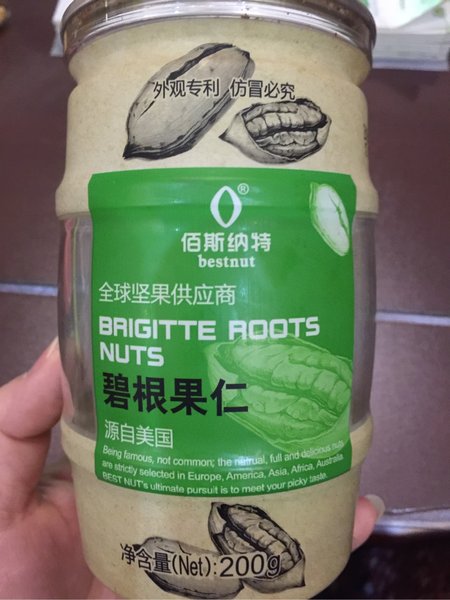 外观专利 仿冒必究
®
佰斯纳特
bestnut
全球坚果供应商
BRIGITTE ROOTS
NUTS
碧根果仁
源自美国
Being famous, not common; the natrual, full and delicious nuts
are strictly selected in Europe, America, Asia, Africa, Australia.
BEST NUT's ultimate pursuit is to meet your picky taste.
净含量(Net):200g